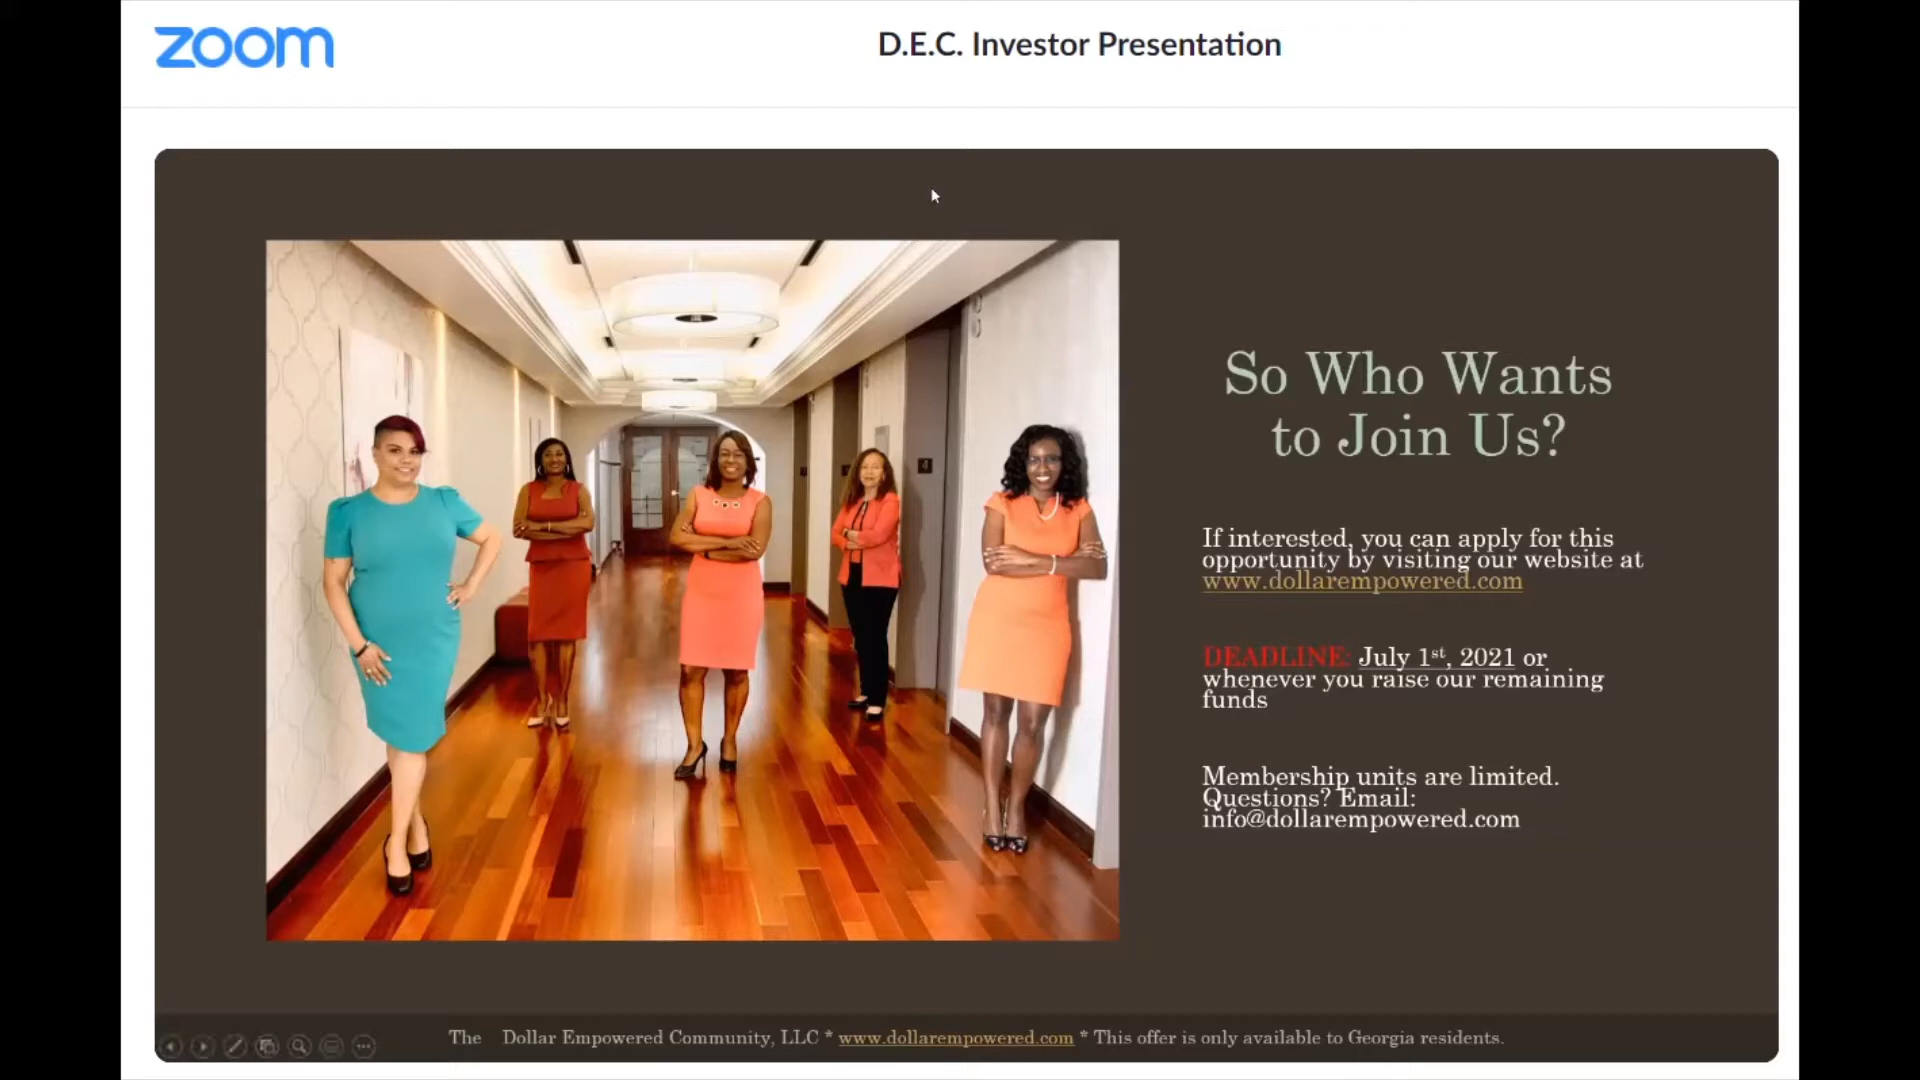 zoom
D.E.C. Investor Presentation
So Who Wants
to Join Us?
If interested, you can apply for this
opportunity by visiting our website at
www.dollarempowered.com
DEADLINE: July 1st, 2021 or
whenever you raise our remaining
funds
Membership units are limited.
Questions? Email:
info@dollarempowered.com
The Dollar Empowered Community, LLC * www.dollarempowered.com * This offer is only available to Georgia residents.